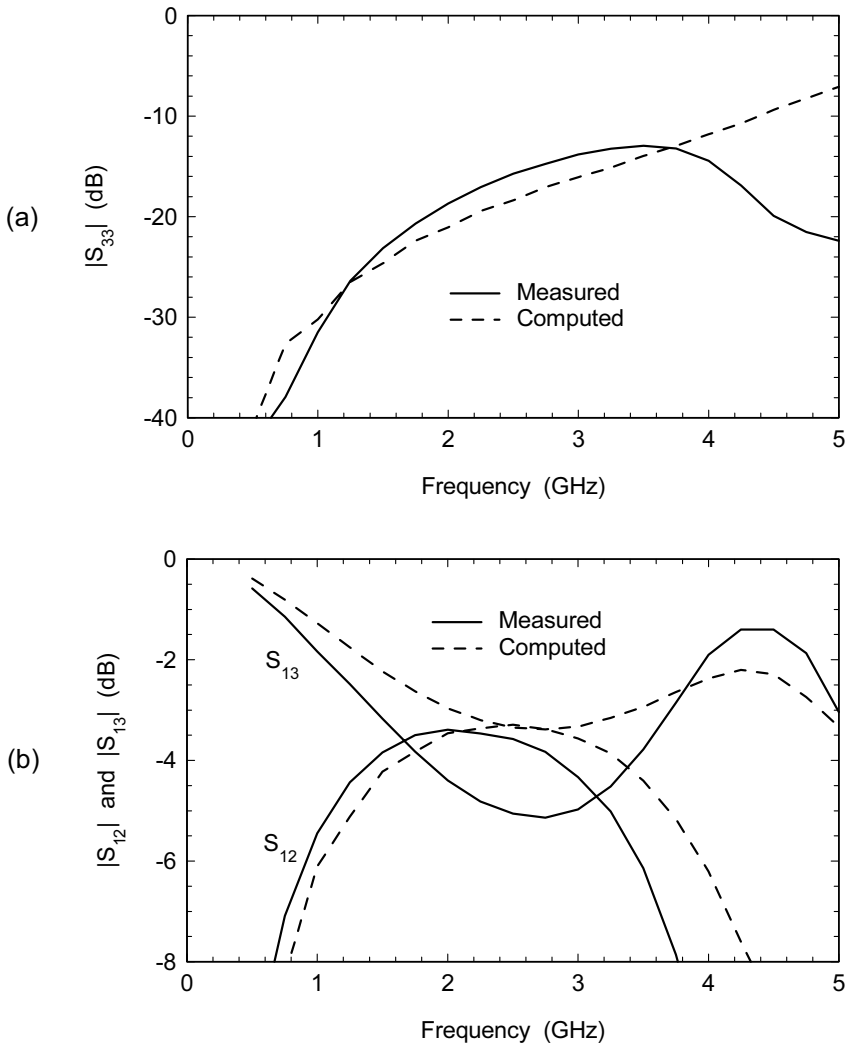 (a)
|S33| (dB)
0
-10
-20
-30
-40
Measured
Computed
0 1 2 3 4 5
Frequency (GHz)
(b)
|S12| and |S13| (dB)
0
-2
-4
-6
-8
Measured
Computed
S13
S12
0 1 2 3 4 5
Frequency (GHz)